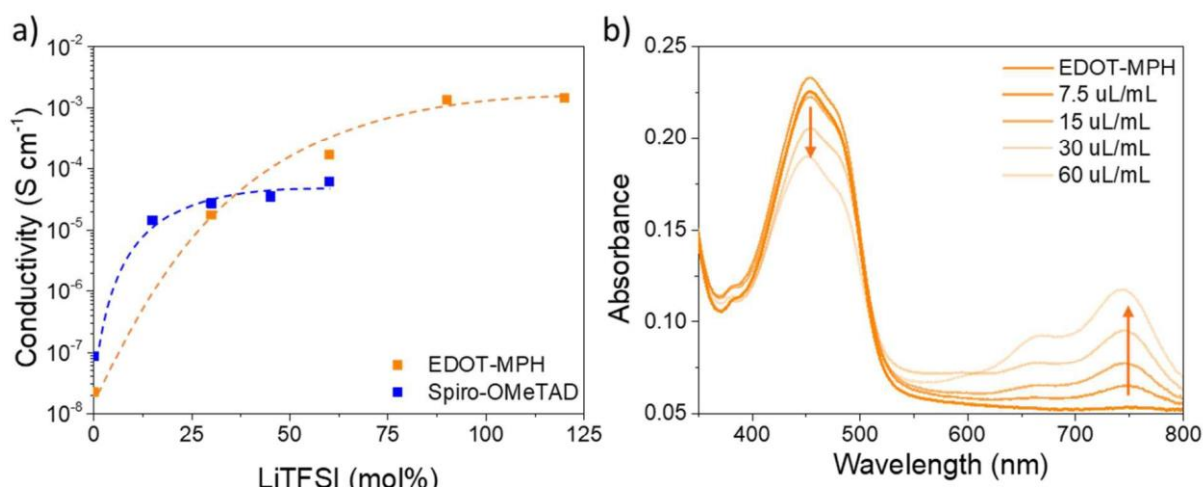 a)
Conductivity (S cm⁻¹)
10⁻²
10⁻³
10⁻⁴
10⁻⁵
10⁻⁶
10⁻⁷
10⁻⁸
EDOT-MPH
Spiro-OMeTAD
0 25 50 75 100 125
LiTFSI (mol%)
b)
Absorbance
0.25
0.20
0.15
0.10
0.05
EDOT-MPH
7.5 uL/mL
15 uL/mL
30 uL/mL
60 uL/mL
400 500 600 700 800
Wavelength (nm)